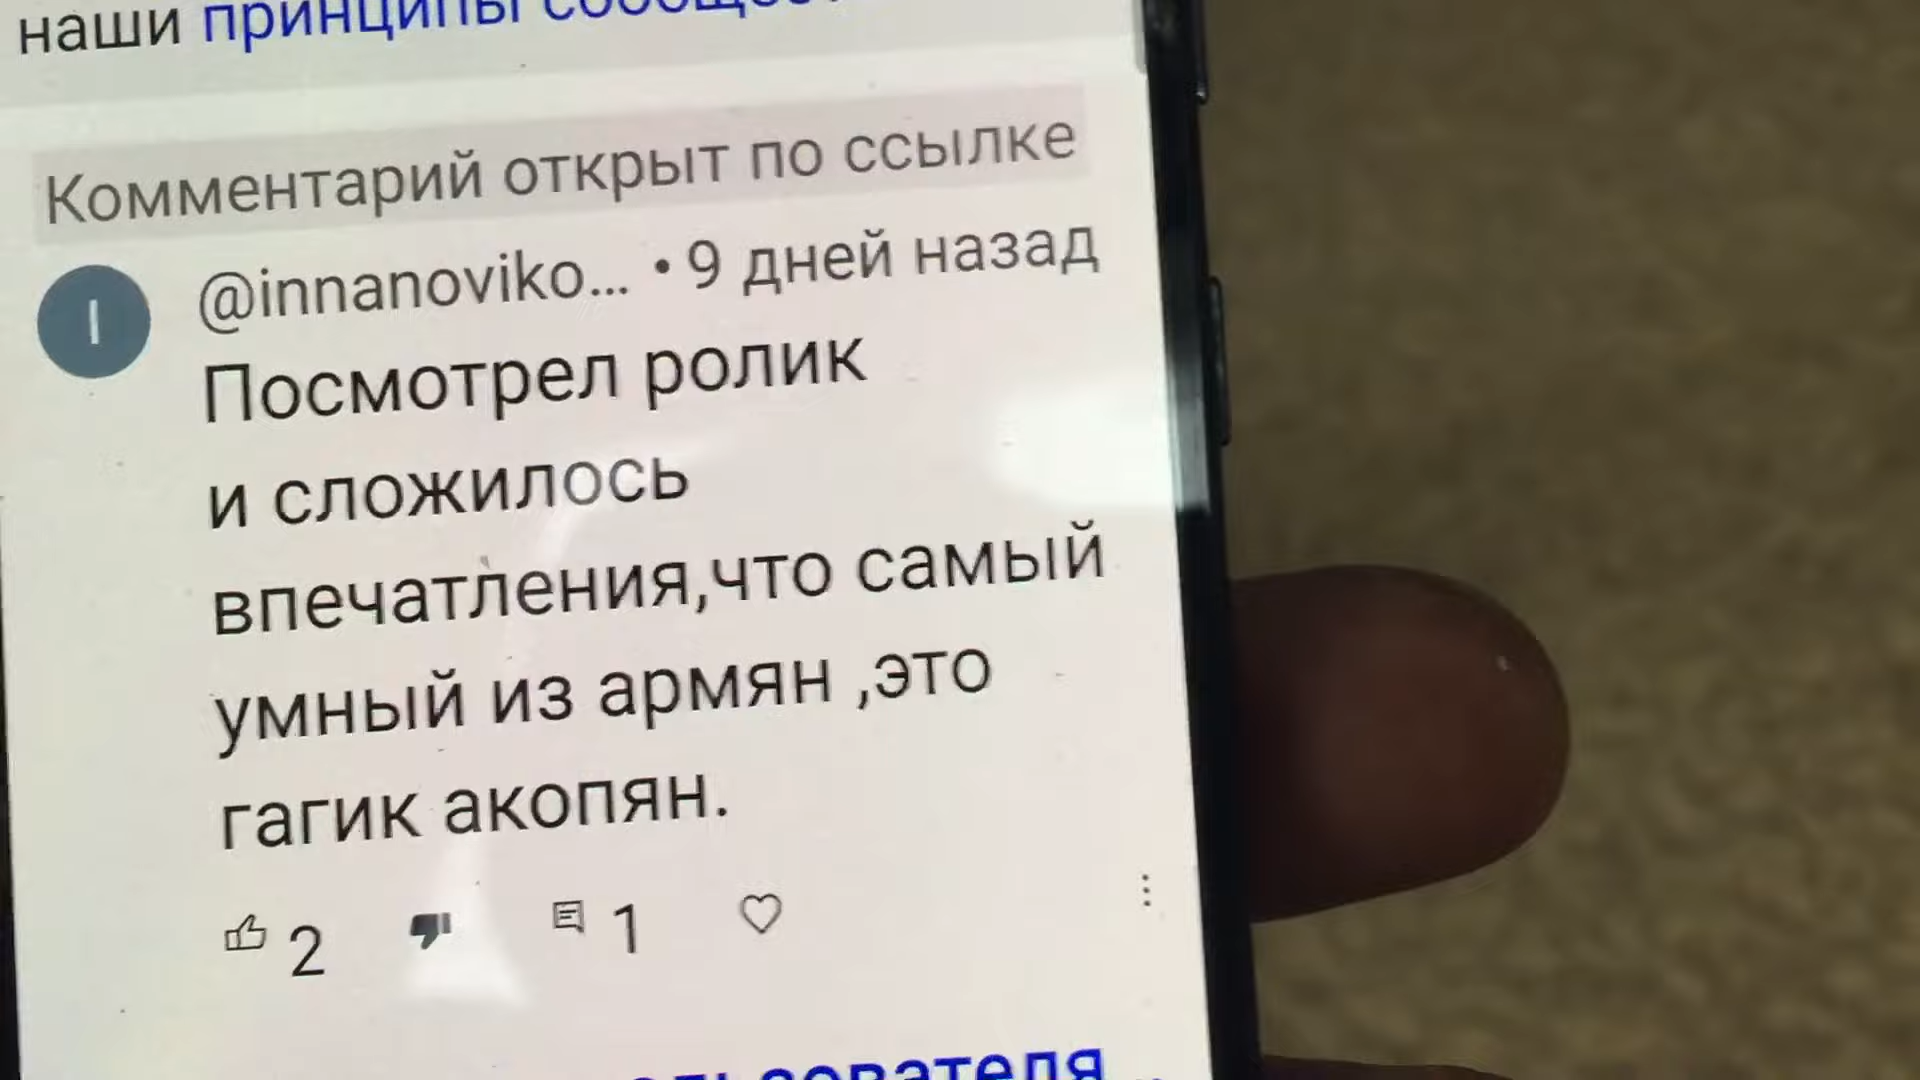 наши принципы
Комментарий открыт по ссылке
@innanoviko... • 9 дней назад
I
Посмотрел ролик
и сложилось
впечатления,что самый
умный из армян ,это
гагик акопян.
2 1